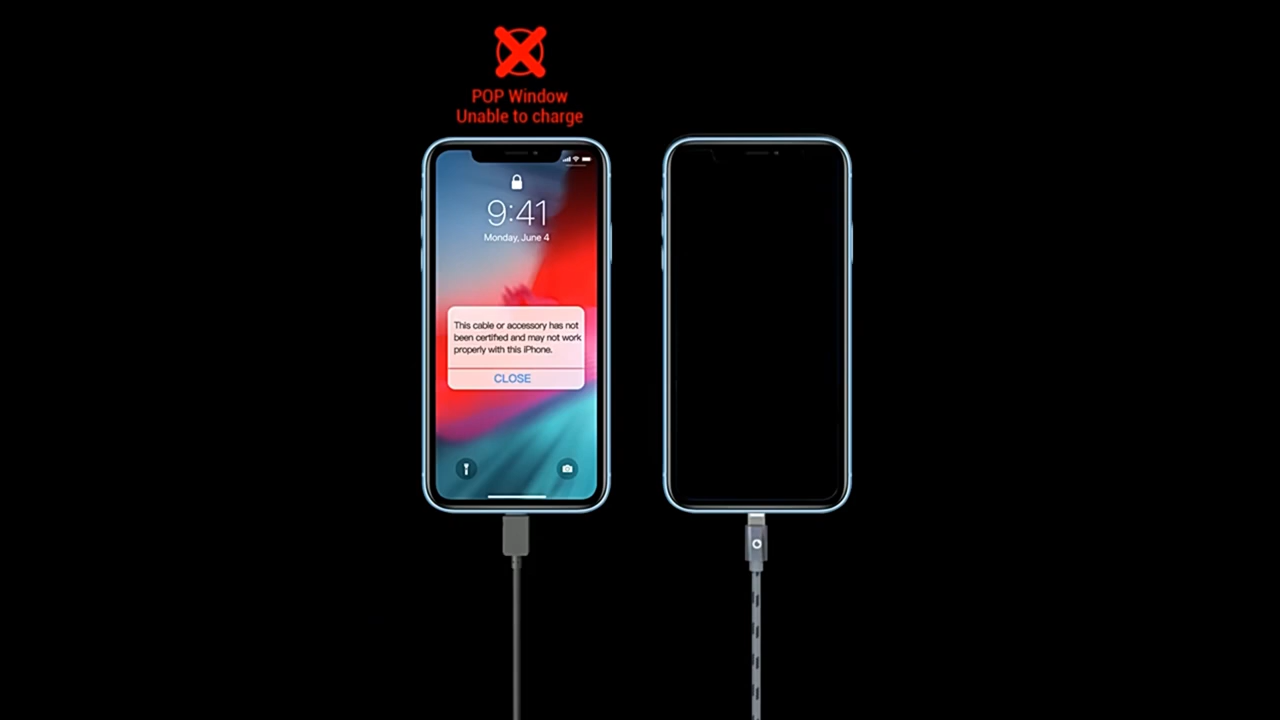 POP Window
Unable to charge
9:41
Monday, June 4
This cable or accessory has not
been certified and may not work
properly with this iPhone.
CLOSE